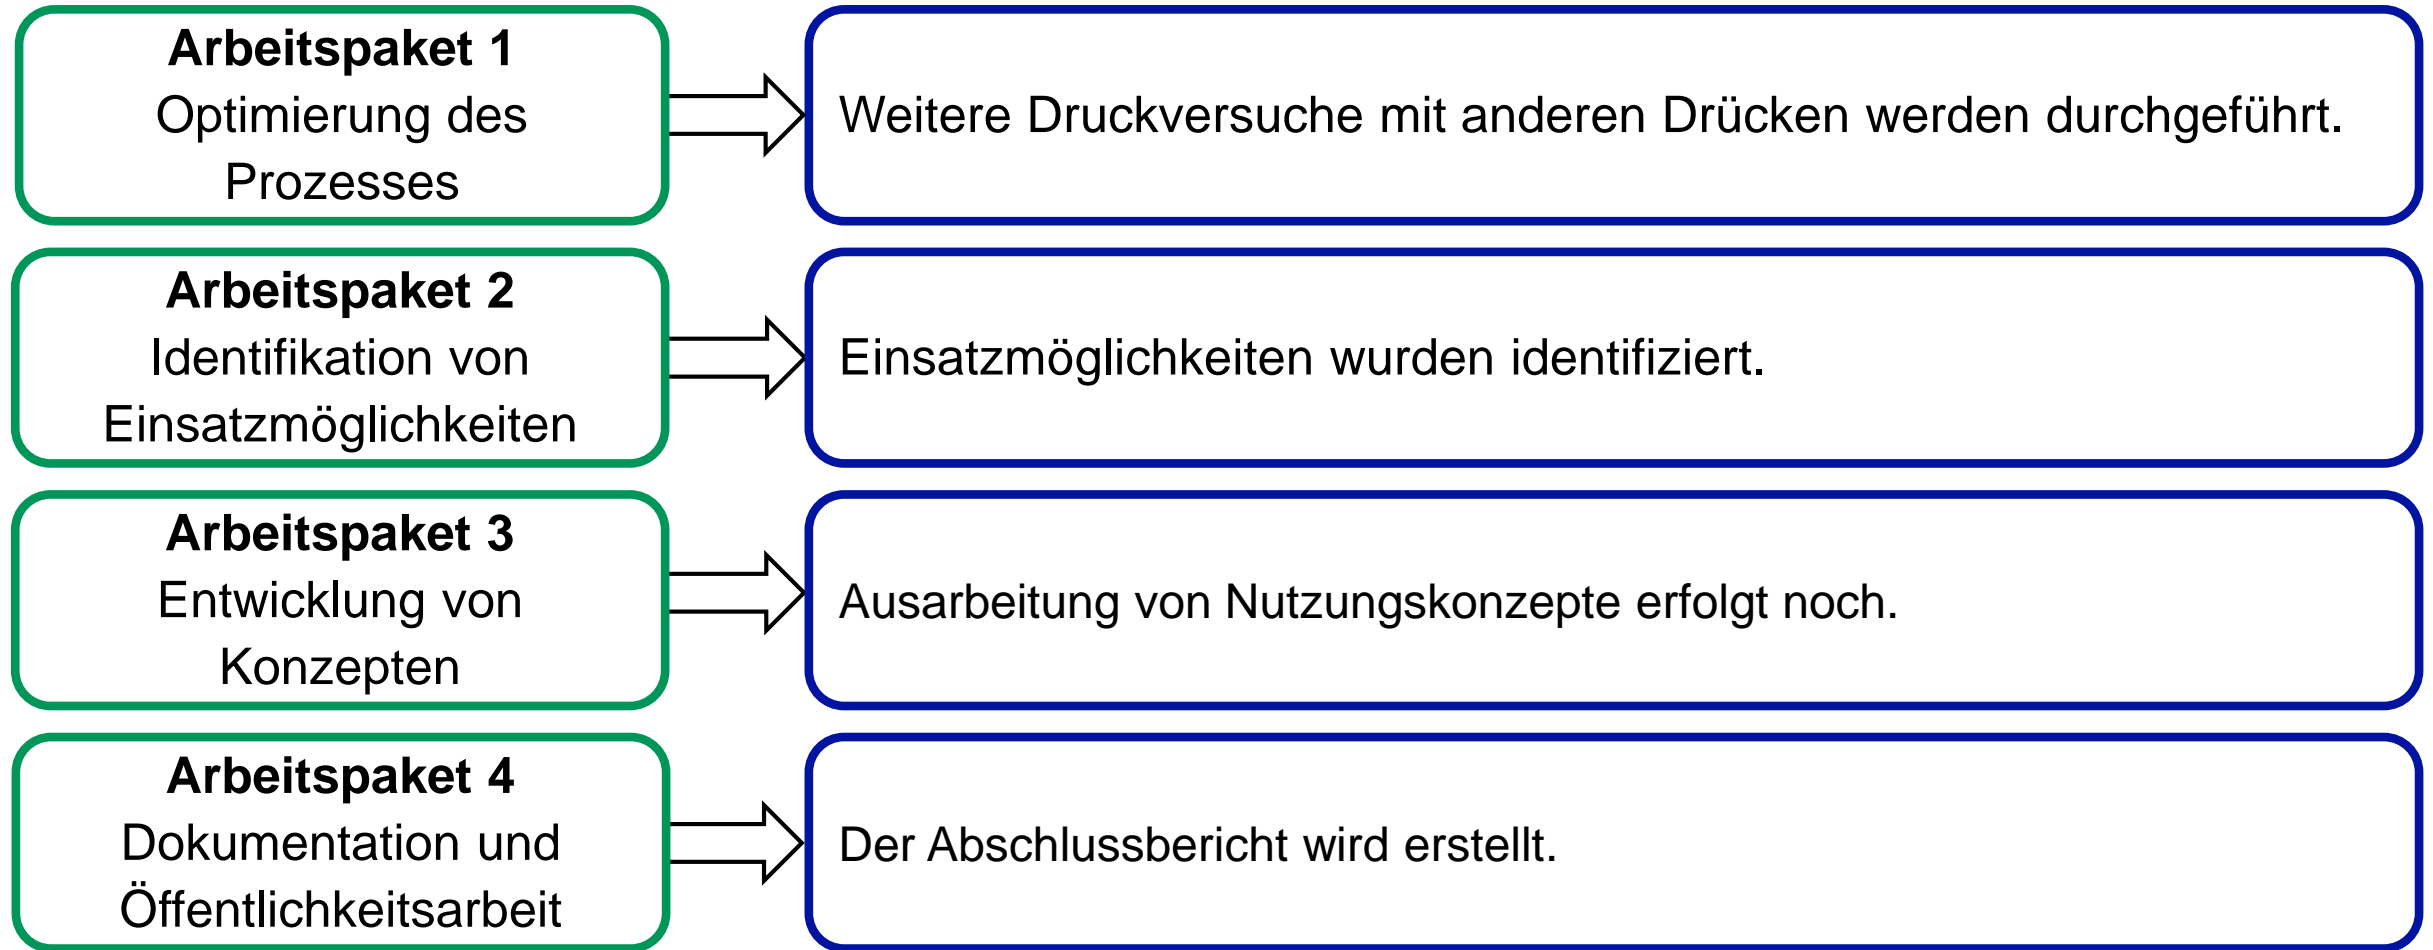 Arbeitspaket 1
Optimierung des
Prozesses
Weitere Druckversuche mit anderen Drücken werden durchgeführt.
Arbeitspaket 2
Identifikation von
Einsatzmöglichkeiten
Einsatzmöglichkeiten wurden identifiziert.
Arbeitspaket 3
Entwicklung von
Konzepten
Ausarbeitung von Nutzungskonzepte erfolgt noch.
Arbeitspaket 4
Dokumentation und
Öffentlichkeitsarbeit
Der Abschlussbericht wird erstellt.